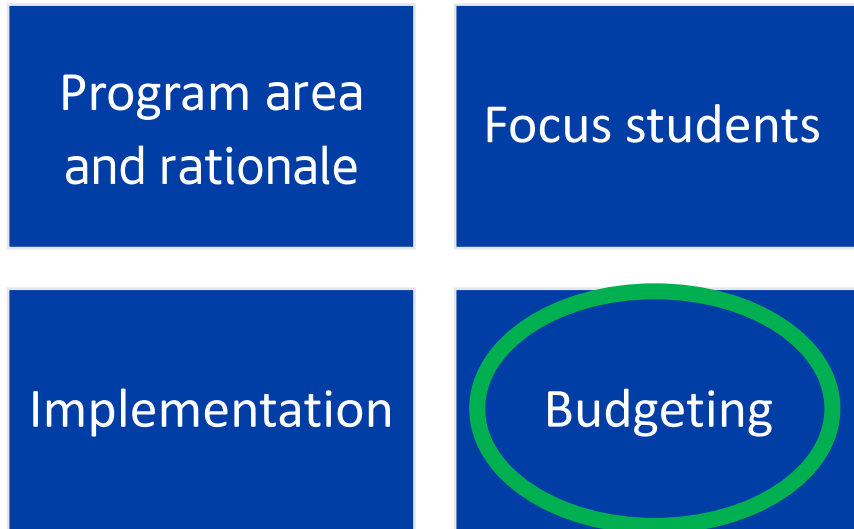 Program area
and rationale
Focus students
Implementation
Budgeting